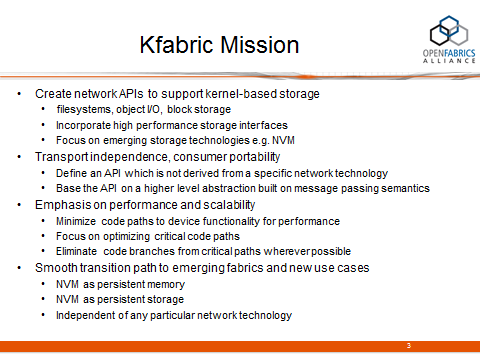 Kfabric Mission
OPENFABRICS
ALLIANCE
• Create network APIs to support kernel-based storage
• filesystems, object I/O, block storage
• Incorporate high performance storage interfaces
• Focus on emerging storage technologies e.g. NVM
• Transport independence, consumer portability
• Define an API which is not derived from a specific network technology
• Base the API on a higher level abstraction built on message passing semantics
• Emphasis on performance and scalability
• Minimize code paths to device functionality for performance
• Focus on optimizing critical code paths
• Eliminate code branches from critical paths wherever possible
• Smooth transition path to emerging fabrics and new use cases
• NVM as persistent memory
• NVM as persistent storage
• Independent of any particular network technology
3